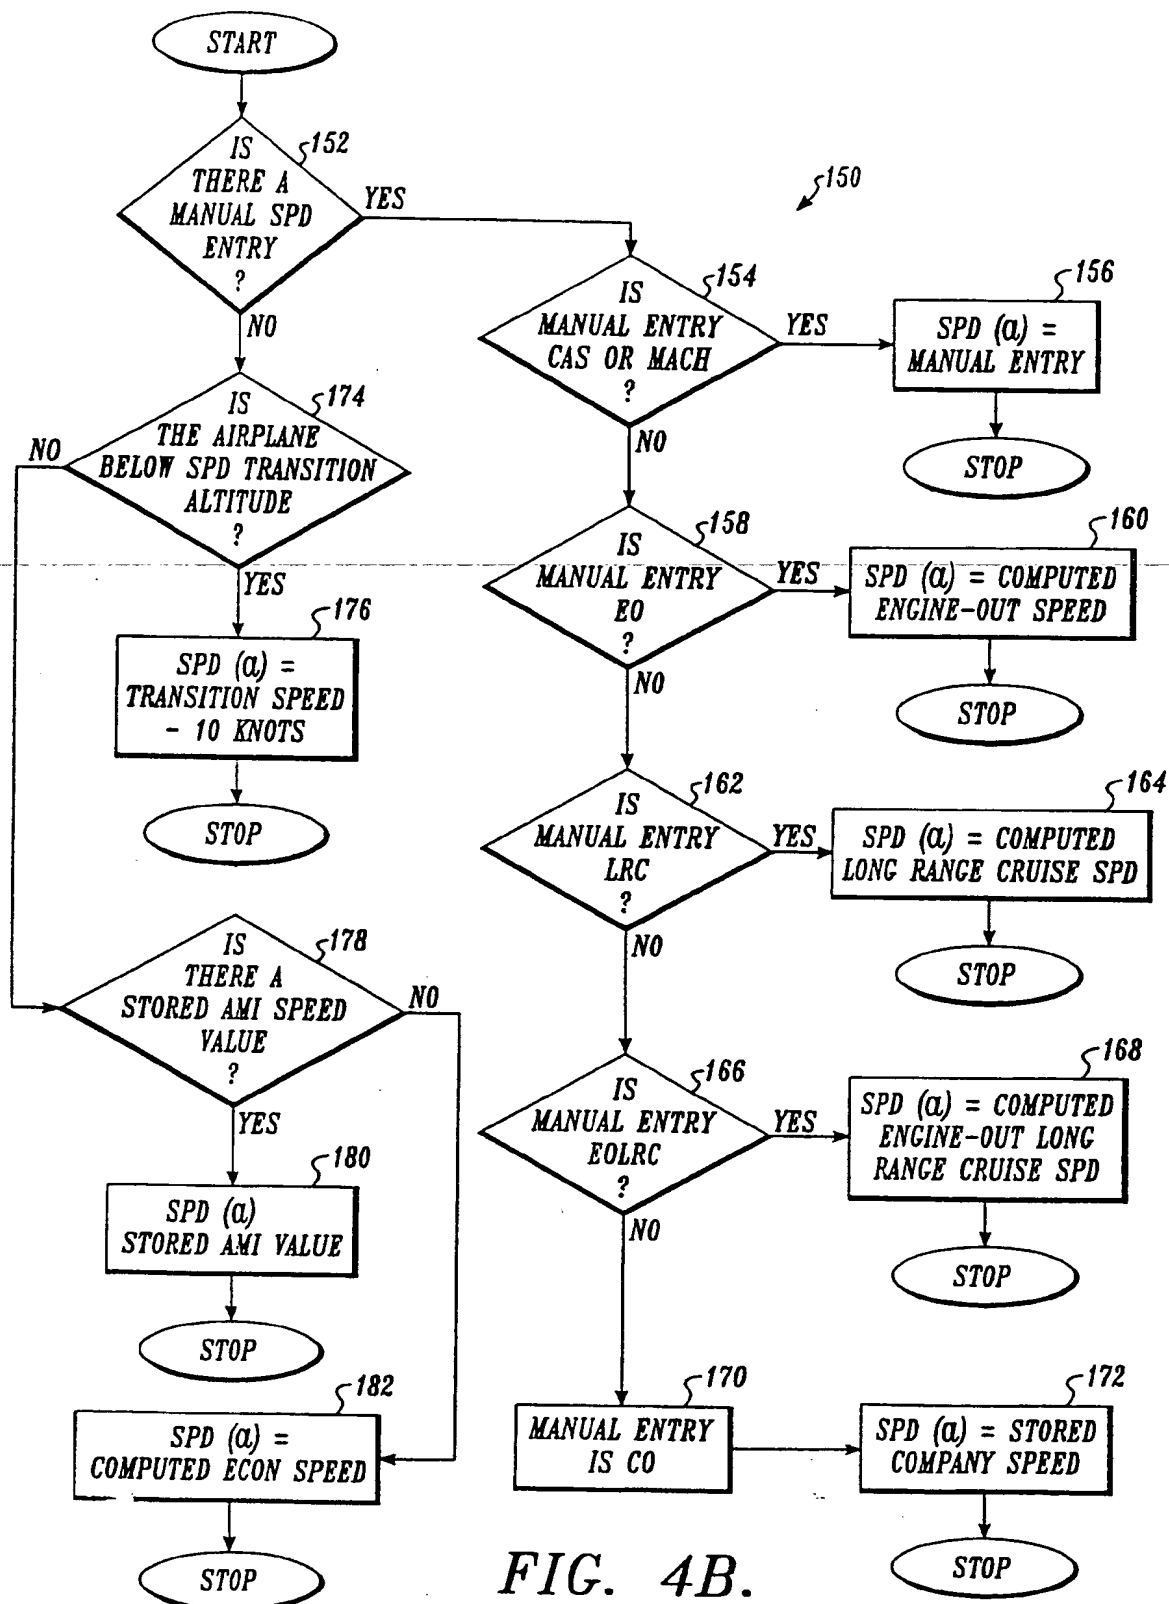 START
152
IS
THERE A
MANUAL SPD
ENTRY
?
YES
NO
150
154
IS
MANUAL ENTRY
CAS OR MACH
?
YES
NO
156
SPD (a) =
MANUAL ENTRY
STOP
174
IS
THE AIRPLANE
BELOW SPD TRANSITION
ALTITUDE
?
NO
YES
158
IS
MANUAL ENTRY
EO
?
YES
NO
160
SPD (a) = COMPUTED
ENGINE-OUT SPEED
STOP
176
SPD (a) =
TRANSITION SPEED
- 10 KNOTS
STOP
162
IS
MANUAL ENTRY
LRC
?
YES
NO
164
SPD (a) = COMPUTED
LONG RANGE CRUISE SPD
STOP
178
IS
THERE A
STORED AMI SPEED
VALUE
?
NO
YES
166
IS
MANUAL ENTRY
EOLRC
?
YES
NO
168
SPD (a) = COMPUTED
ENGINE-OUT LONG
RANGE CRUISE SPD
STOP
180
SPD (a)
STORED AMI VALUE
STOP
182
SPD (a) =
COMPUTED ECON SPEED
STOP
170
MANUAL ENTRY
IS CO
172
SPD (a) = STORED
COMPANY SPEED
STOP
FIG. 4B.